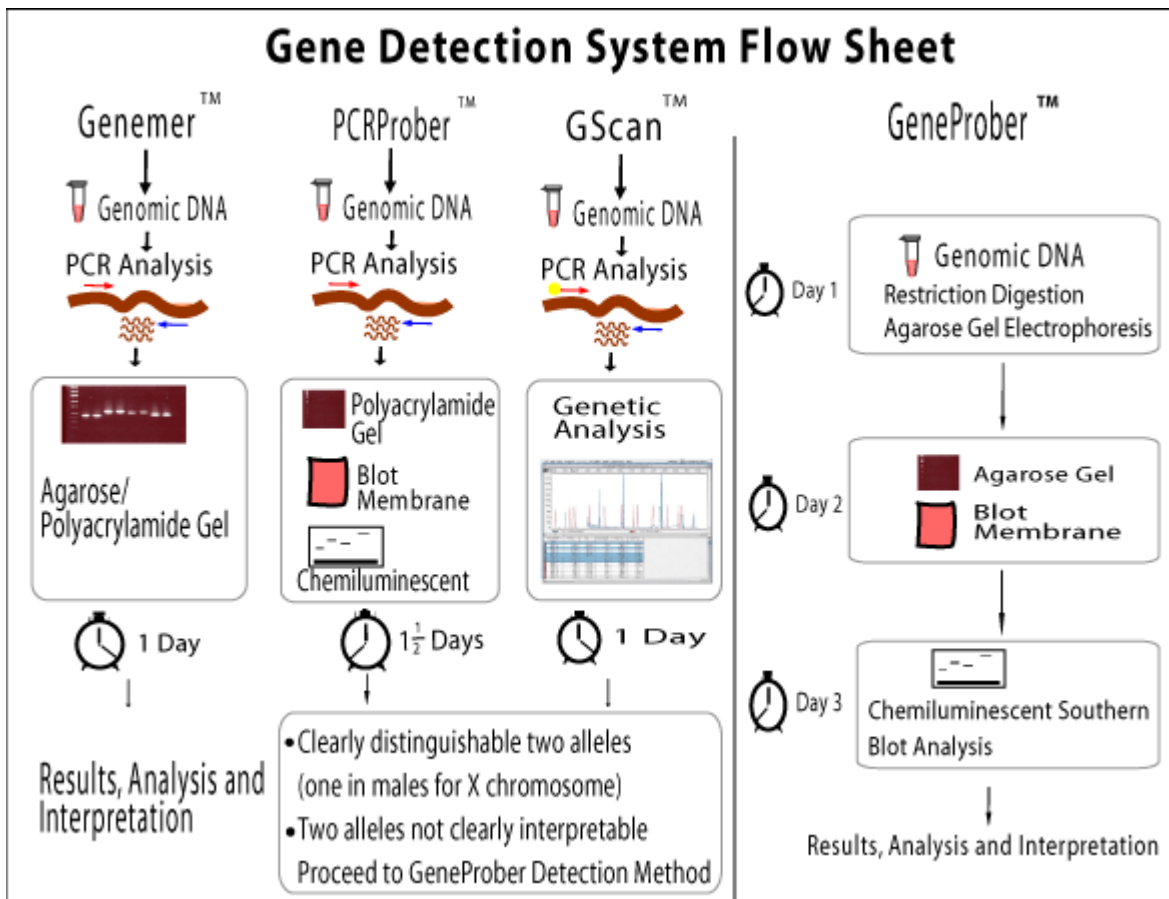 Gene Detection System Flow Sheet
Genemer™
Genomic DNA
PCR Analysis
Agarose/
Polyacrylamide Gel
1 Day
Results, Analysis and
Interpretation
PCRProber™
Genomic DNA
PCR Analysis
Polyacrylamide
Gel
Blot
Membrane
Chemiluminescent
1 1/2 Days
GScan™
Genomic DNA
PCR Analysis
Genetic
Analysis
1 Day
•Clearly distinguishable two alleles
(one in males for X chromosome)
•Two alleles not clearly interpretable
Proceed to GeneProber Detection Method
GeneProber™
Day 1
Genomic DNA
Restriction Digestion
Agarose Gel Electrophoresis
Day 2
Agarose Gel
Blot
Membrane
Day 3
Chemiluminescent Southern
Blot Analysis
Results, Analysis and Interpretation